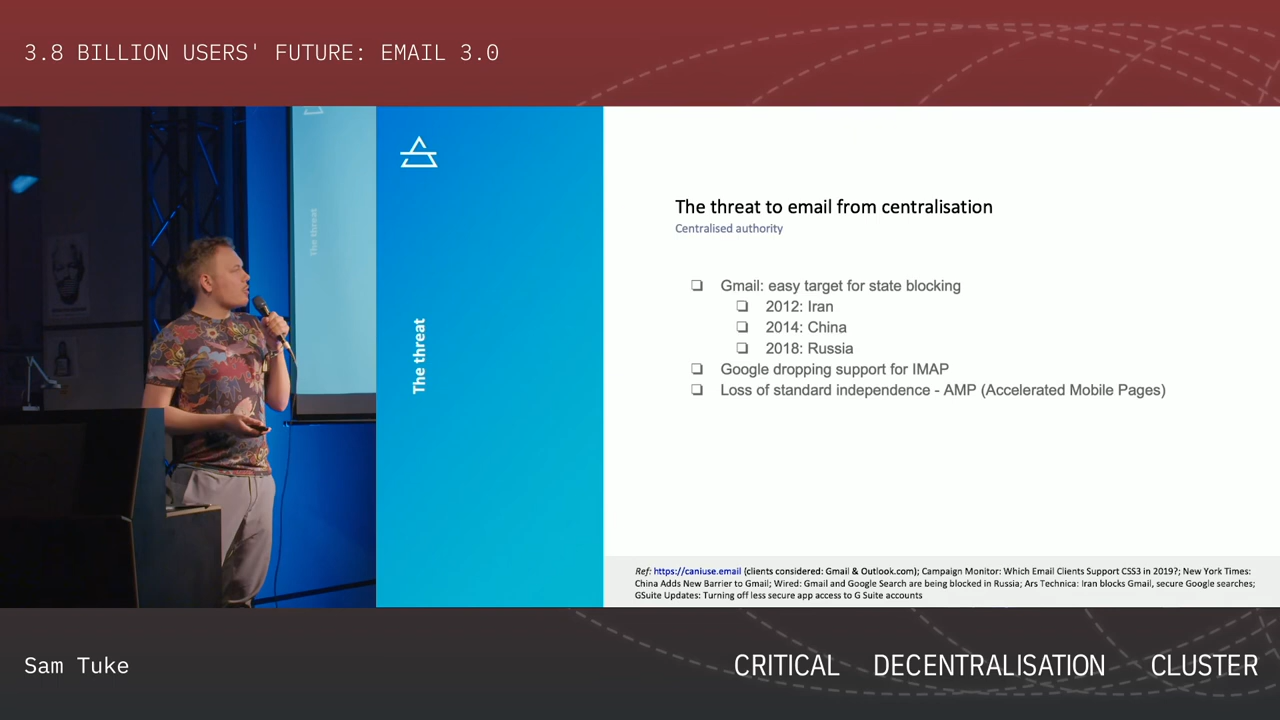 3.8 BILLION USERS' FUTURE: EMAIL 3.0
The threat
The threat
The threat to email from centralisation
Centralised authority
Gmail: easy target for state blocking
2012: Iran
2014: China
2018: Russia
Google dropping support for IMAP
Loss of standard independence - AMP (Accelerated Mobile Pages)
Ref: https://caniuse.email (clients considered: Gmail & Outlook.com); Campaign Monitor: Which Email Clients Support CSS3 in 2019?; New York Times:
China Adds New Barrier to Gmail; Wired: Gmail and Google Search are being blocked in Russia; Ars Technica: Iran blocks Gmail, secure Google searches;
GSuite Updates: Turning off less secure app access to G Suite accounts
Sam Tuke
CRITICAL DECENTRALISATION CLUSTER